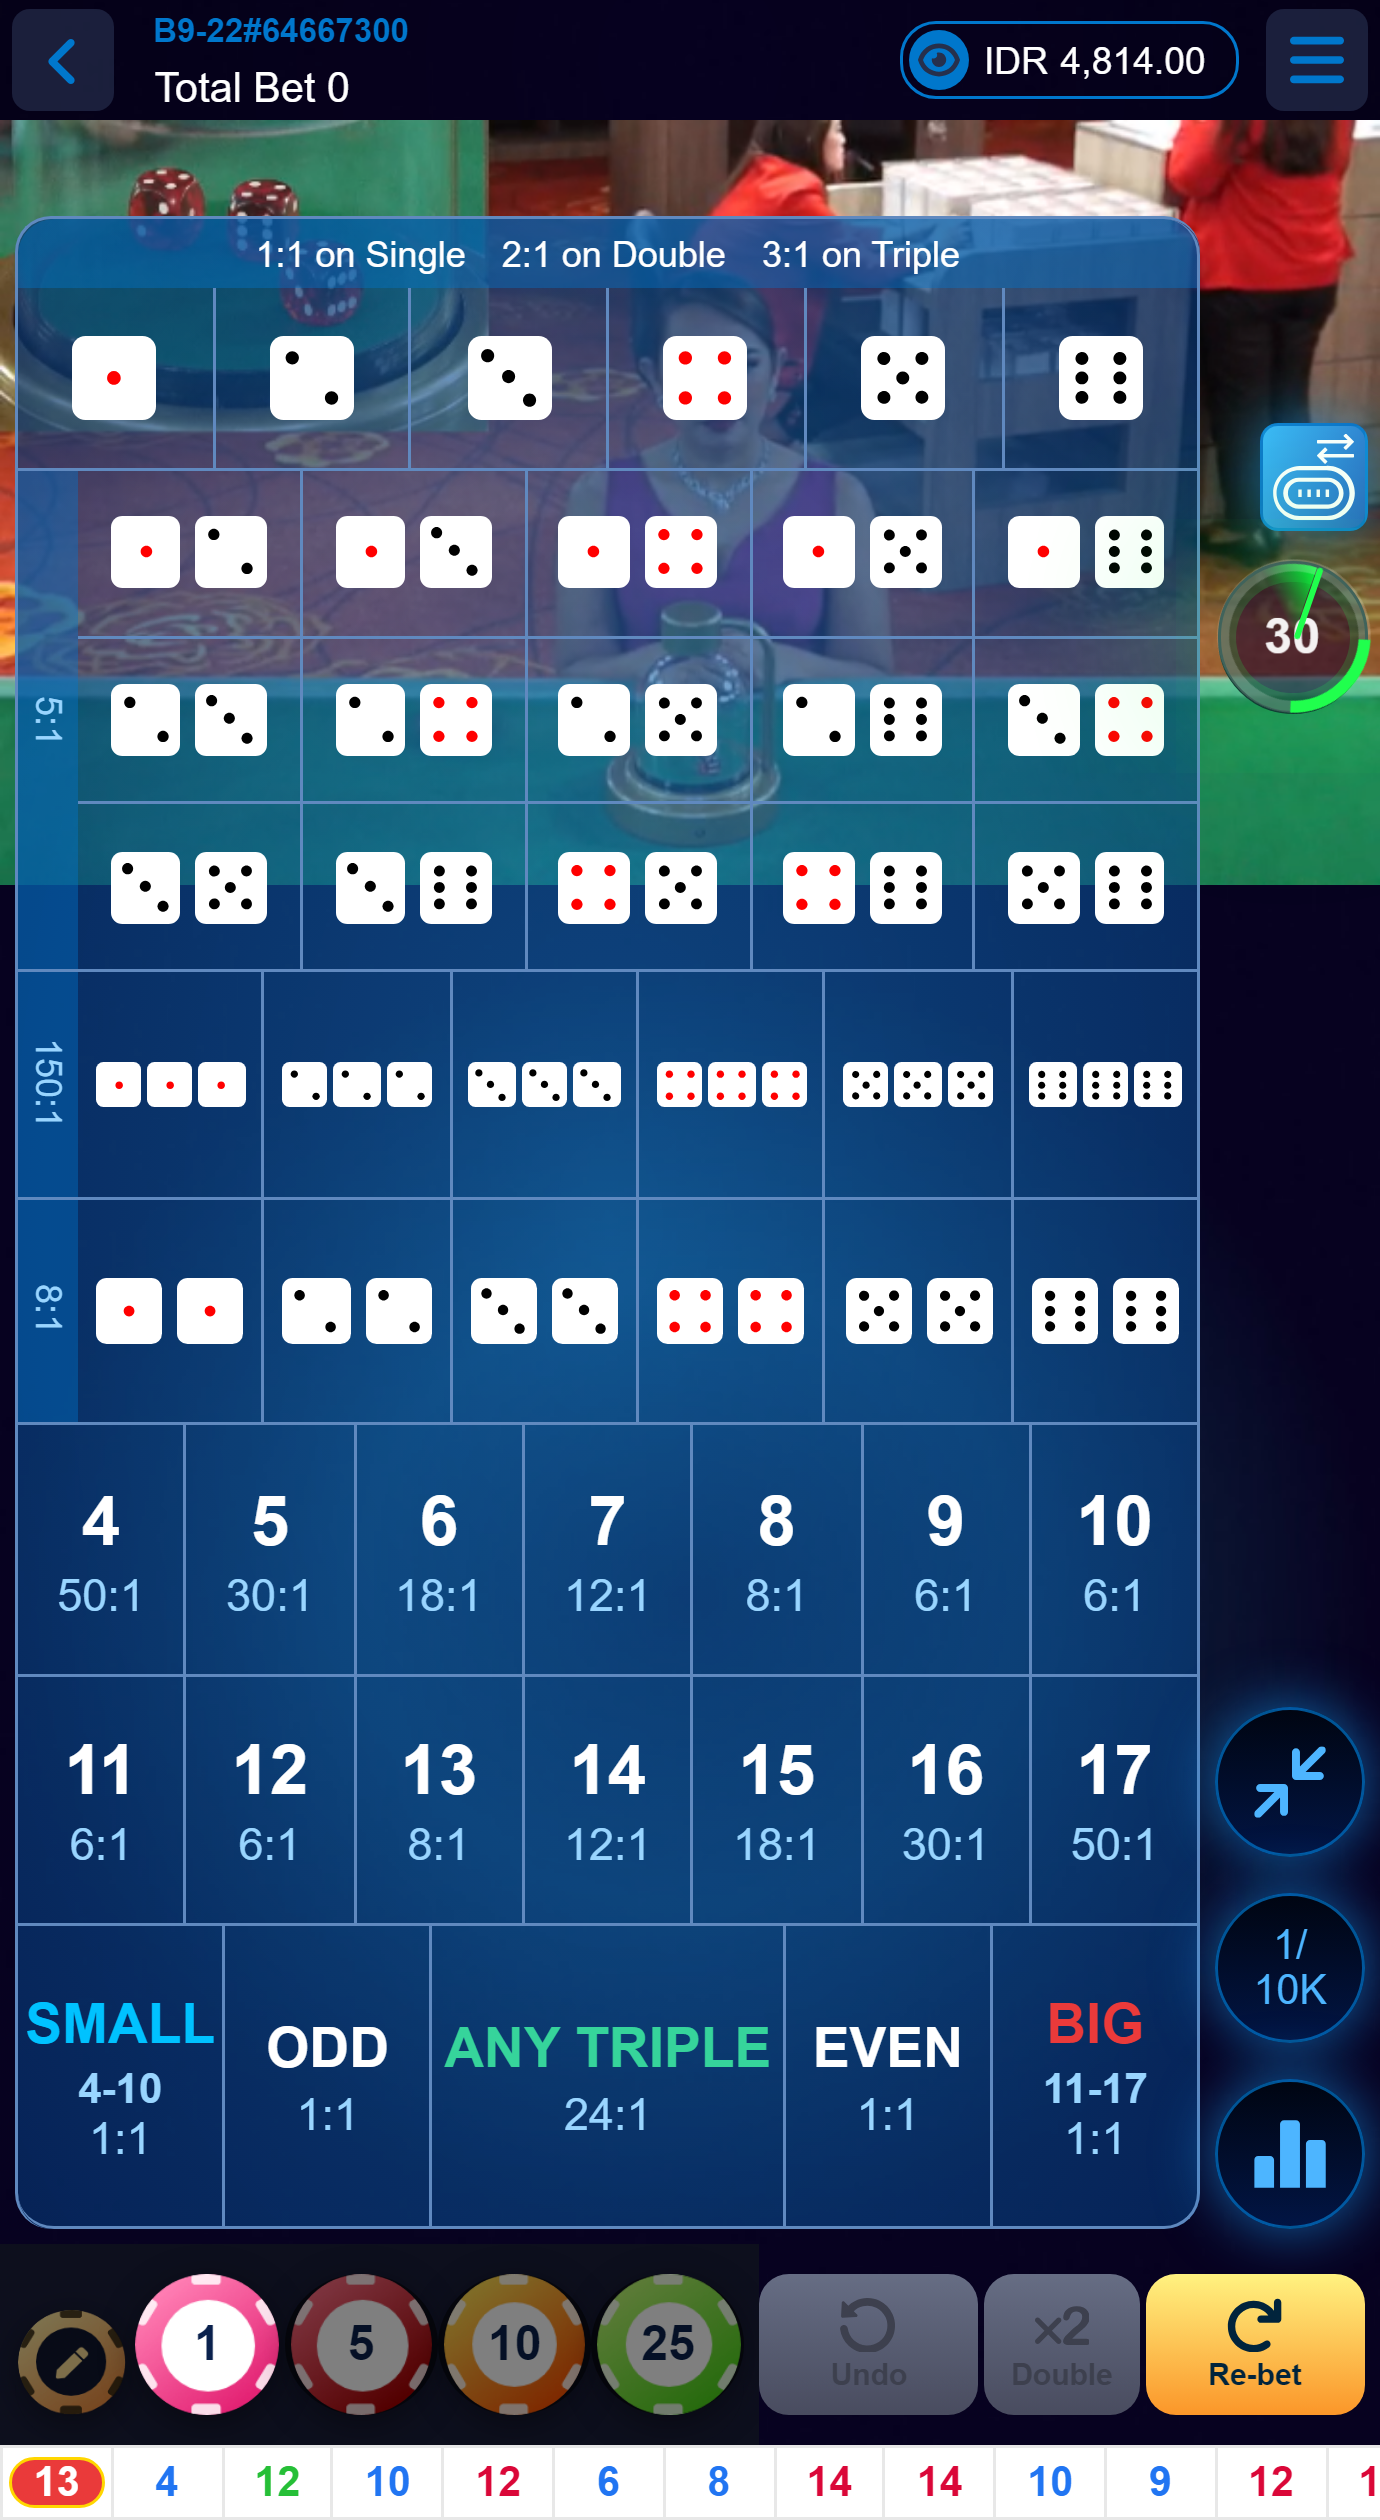 B9-22#64667300
Total Bet 0
IDR 4,814.00
1:1 on Single 2:1 on Double 3:1 on Triple
30
5:1
150:1
8:1
4 5 6 7 8 9 10
50:1 30:1 18:1 12:1 8:1 6:1 6:1
11 12 13 14 15 16 17
6:1 6:1 8:1 12:1 18:1 30:1 50:1
1/
10K
SMALL
4-10
1:1
ODD
1:1
ANY TRIPLE
24:1
EVEN
1:1
BIG
11-17
1:1
1 5 10 25
Undo
x2
Double
Re-bet
13 4 12 10 12 6 8 14 14 10 9 12